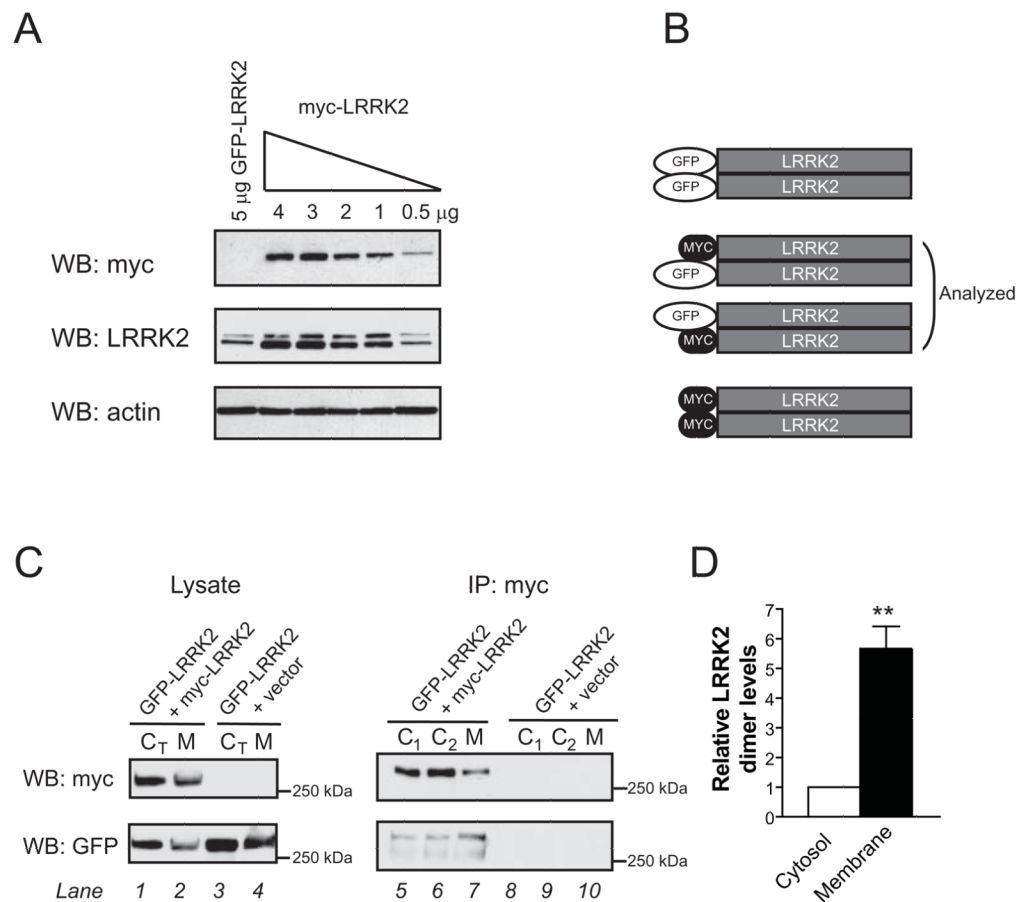 A
5 µg GFP-LRRK2
myc-LRRK2
4 3 2 1 0.5 µg
WB: myc
WB: LRRK2
WB: actin
B
GFP LRRK2
GFP LRRK2
MYC LRRK2
GFP LRRK2
GFP LRRK2
MYC LRRK2
Analyzed
MYC LRRK2
MYC LRRK2
C
Lysate
IP: myc
GFP-LRRK2
+ myc-LRRK2
GFP-LRRK2
+ vector
GFP-LRRK2
+ myc-LRRK2
GFP-LRRK2
+ vector
CT M CT M
C1 C2 M C1 C2 M
WB: myc
250 kDa
250 kDa
WB: GFP
250 kDa
250 kDa
Lane 1 2 3 4 5 6 7 8 9 10
D
Relative LRRK2
dimer levels
7
6
5
4
3
2
1
0
**
Cytosol
Membrane